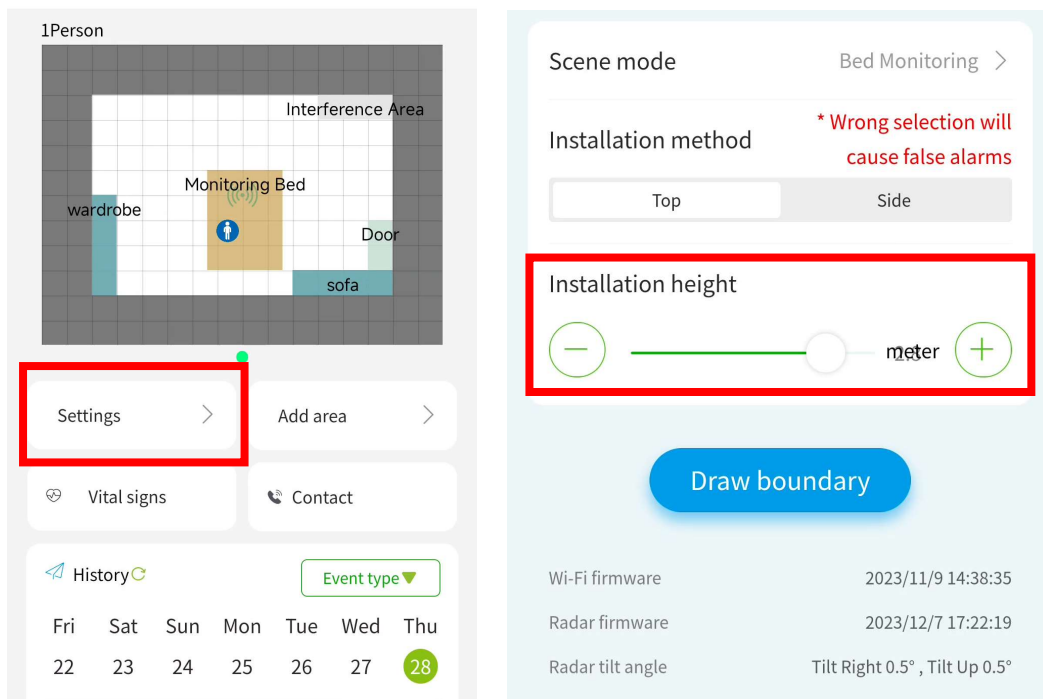 1Person
Interference Area
Monitoring Bed
wardrobe
Door
sofa
Settings
Add area
Vital signs
Contact
History
Event type
Fri Sat Sun Mon Tue Wed Thu
22 23 24 25 26 27 28
Scene mode
Bed Monitoring
Installation method
* Wrong selection will
cause false alarms
Top
Side
Installation height
meter
Draw boundary
Wi-Fi firmware 2023/11/9 14:38:35
Radar firmware 2023/12/7 17:22:19
Radar tilt angle Tilt Right 0.5° , Tilt Up 0.5°